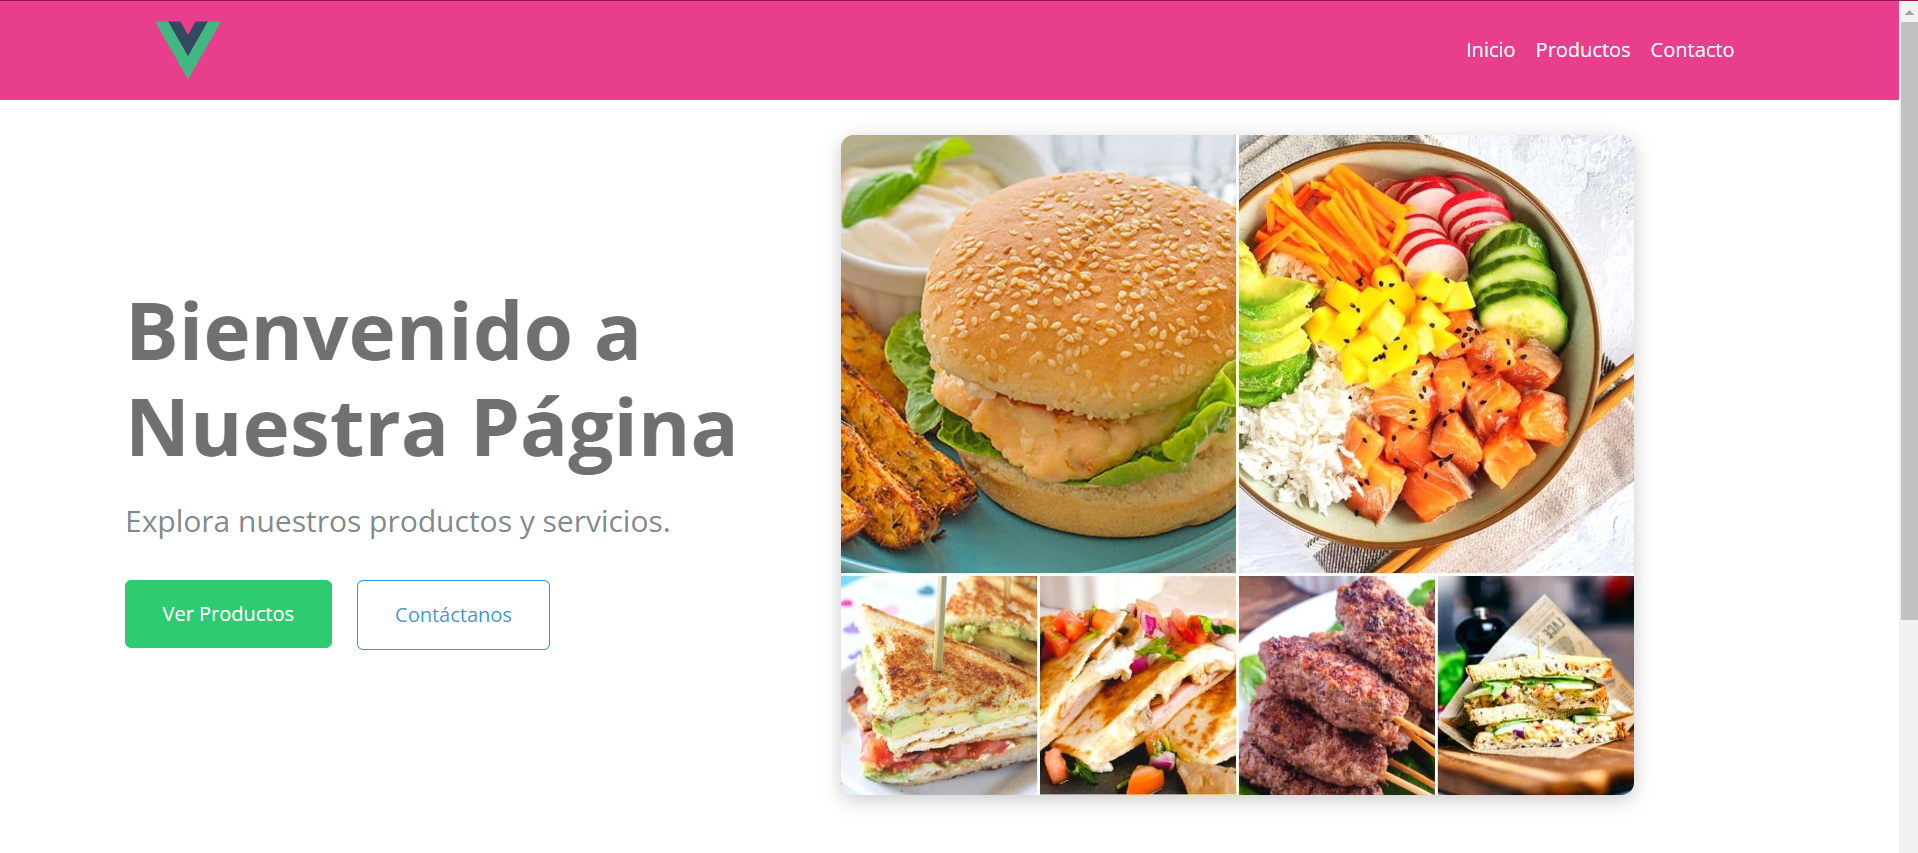 Inicio Productos Contacto
Bienvenido a
Nuestra Página
Explora nuestros productos y servicios.
Ver Productos Contáctanos